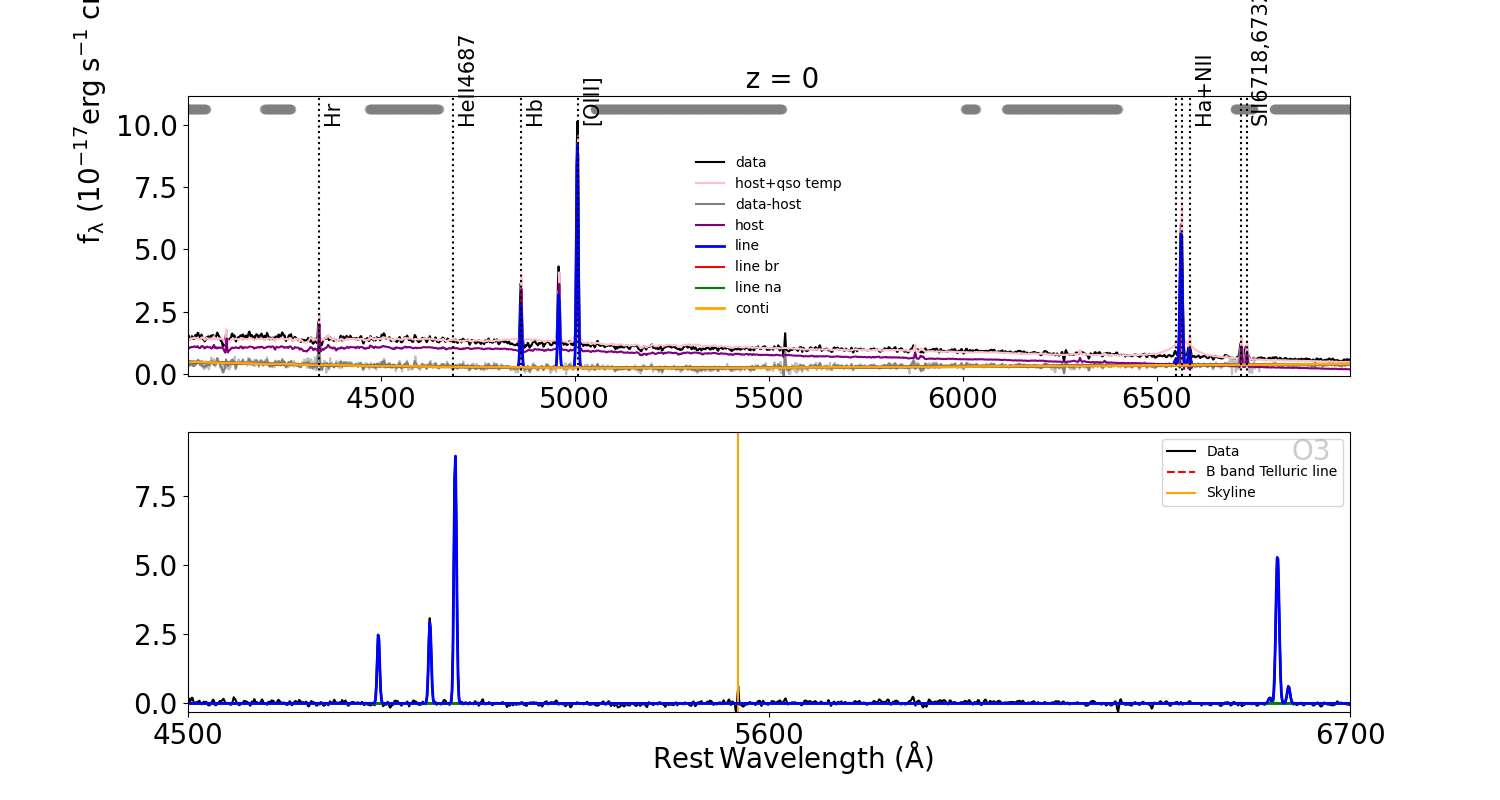 z = 0
Hr
HeII4687
Hb
[OIII]
Ha+NII
SII6718,673
f_λ (10^{-17} erg s^{-1} c
10.0
7.5
5.0
2.5
0.0
data
host+qso temp
data-host
host
line
line br
line na
conti
4500
5000
5500
6000
6500
O3
Data
B band Telluric line
Skyline
7.5
5.0
2.5
0.0
4500
5600
6700
Rest Wavelength (Å)